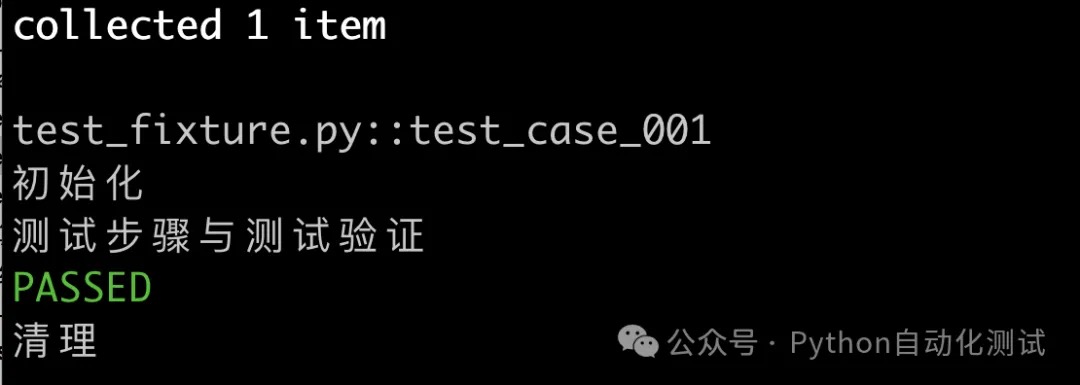 collected 1 item
test_fixture.py::test_case_001
初始化
测试步骤与测试验证
PASSED
清理
公众号 · Python自动化测试